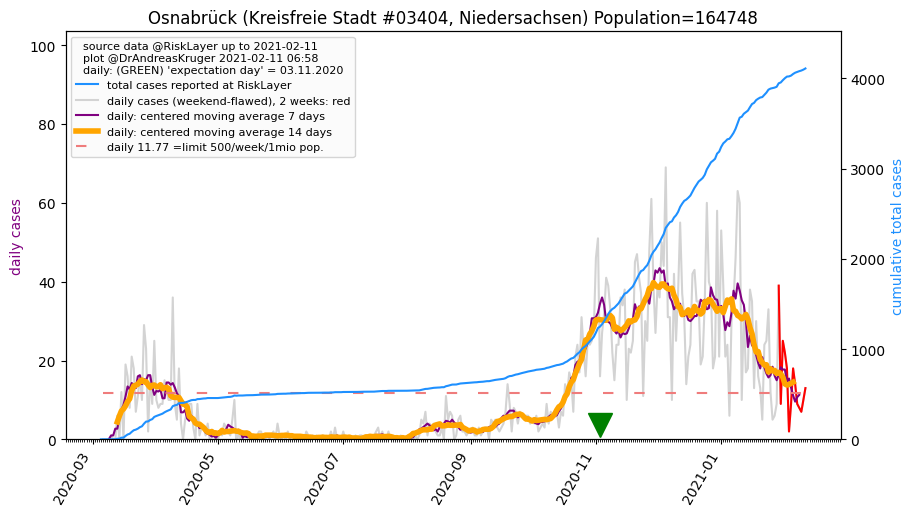 Osnabrück (Kreisfreie Stadt #03404, Niedersachsen) Population=164748
source data @RiskLayer up to 2021-02-11
plot @DrAndreasKruger 2021-02-11 06:58
daily: (GREEN) 'expectation day' = 03.11.2020
total cases reported at RiskLayer
daily cases (weekend-flawed), 2 weeks: red
daily: centered moving average 7 days
daily: centered moving average 14 days
daily 11.77 =limit 500/week/1mio pop.
daily cases
100
80
60
40
20
0
cumulative total cases
4000
3000
2000
1000
0
2020-03
2020-05
2020-07
2020-09
2020-11
2021-01